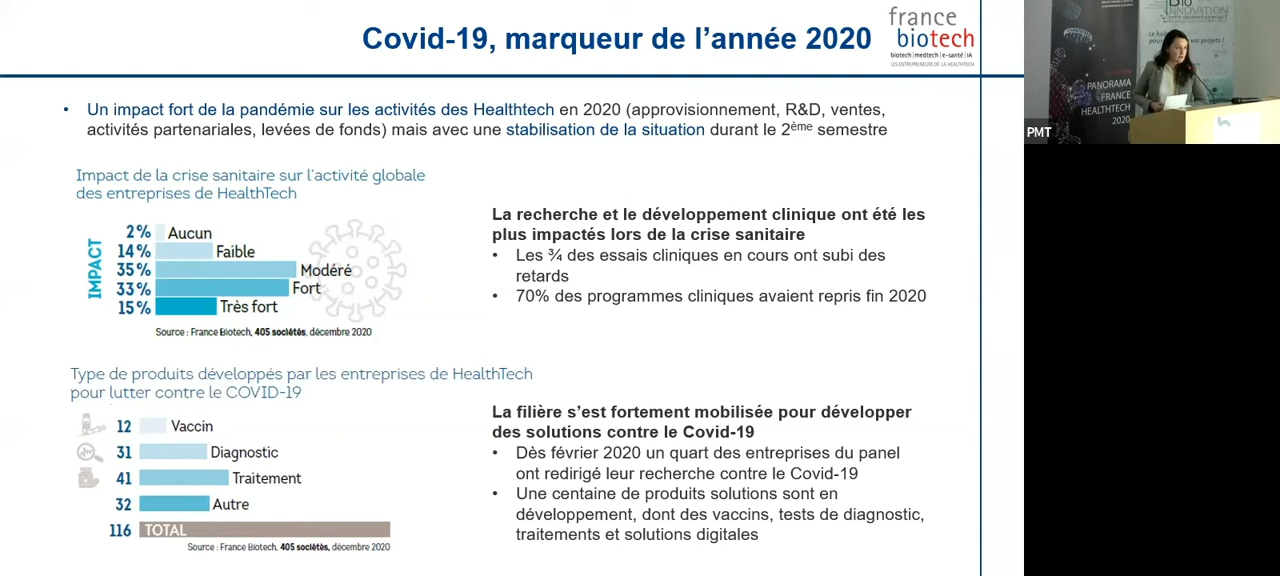 Covid-19, marqueur de l'année 2020
france
biotech
biotech|medtech|e-santé|IA
LES ENTREPRENEURS DE LA HEALTHTECH
• Un impact fort de la pandémie sur les activités des Healthtech en 2020 (approvisionnement, R&D, ventes,
activités partenariales, levées de fonds) mais avec une stabilisation de la situation durant le 2ème semestre
Impact de la crise sanitaire sur l'activité globale
des entreprises de HealthTech
IMPACT
2% Aucun
14% Faible
35% Modéré
33% Fort
15% Très fort
Source : France Biotech, 405 sociétés, décembre 2020
La recherche et le développement clinique ont été les
plus impactés lors de la crise sanitaire
• Les ¾ des essais cliniques en cours ont subi des
retards
• 70% des programmes cliniques avaient repris fin 2020
Type de produits développés par les entreprises de HealthTech
pour lutter contre le COVID-19
12 Vaccin
31 Diagnostic
41 Traitement
32 Autre
116 TOTAL
Source : France Biotech, 405 sociétés, décembre 2020
La filière s'est fortement mobilisée pour développer
des solutions contre le Covid-19
• Dès février 2020 un quart des entreprises du panel
ont redirigé leur recherche contre le Covid-19
• Une centaine de produits solutions sont en
développement, dont des vaccins, tests de diagnostic,
traitements et solutions digitales
PANORAMA
FRANCE
HEALTHTECH
2020
INNOVATION
PMT